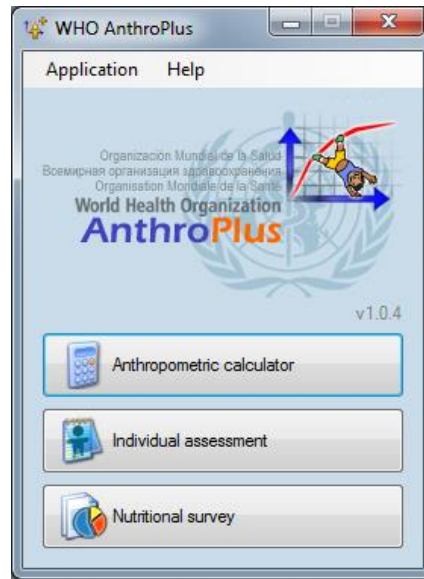 WHO AnthroPlus
Application Help
Organización Mundial de la Salud
Всемирная организация здравоохранения
Organisation Mondiale de la Santé
World Health Organization
AnthroPlus
v1.0.4
Anthropometric calculator
Individual assessment
Nutritional survey